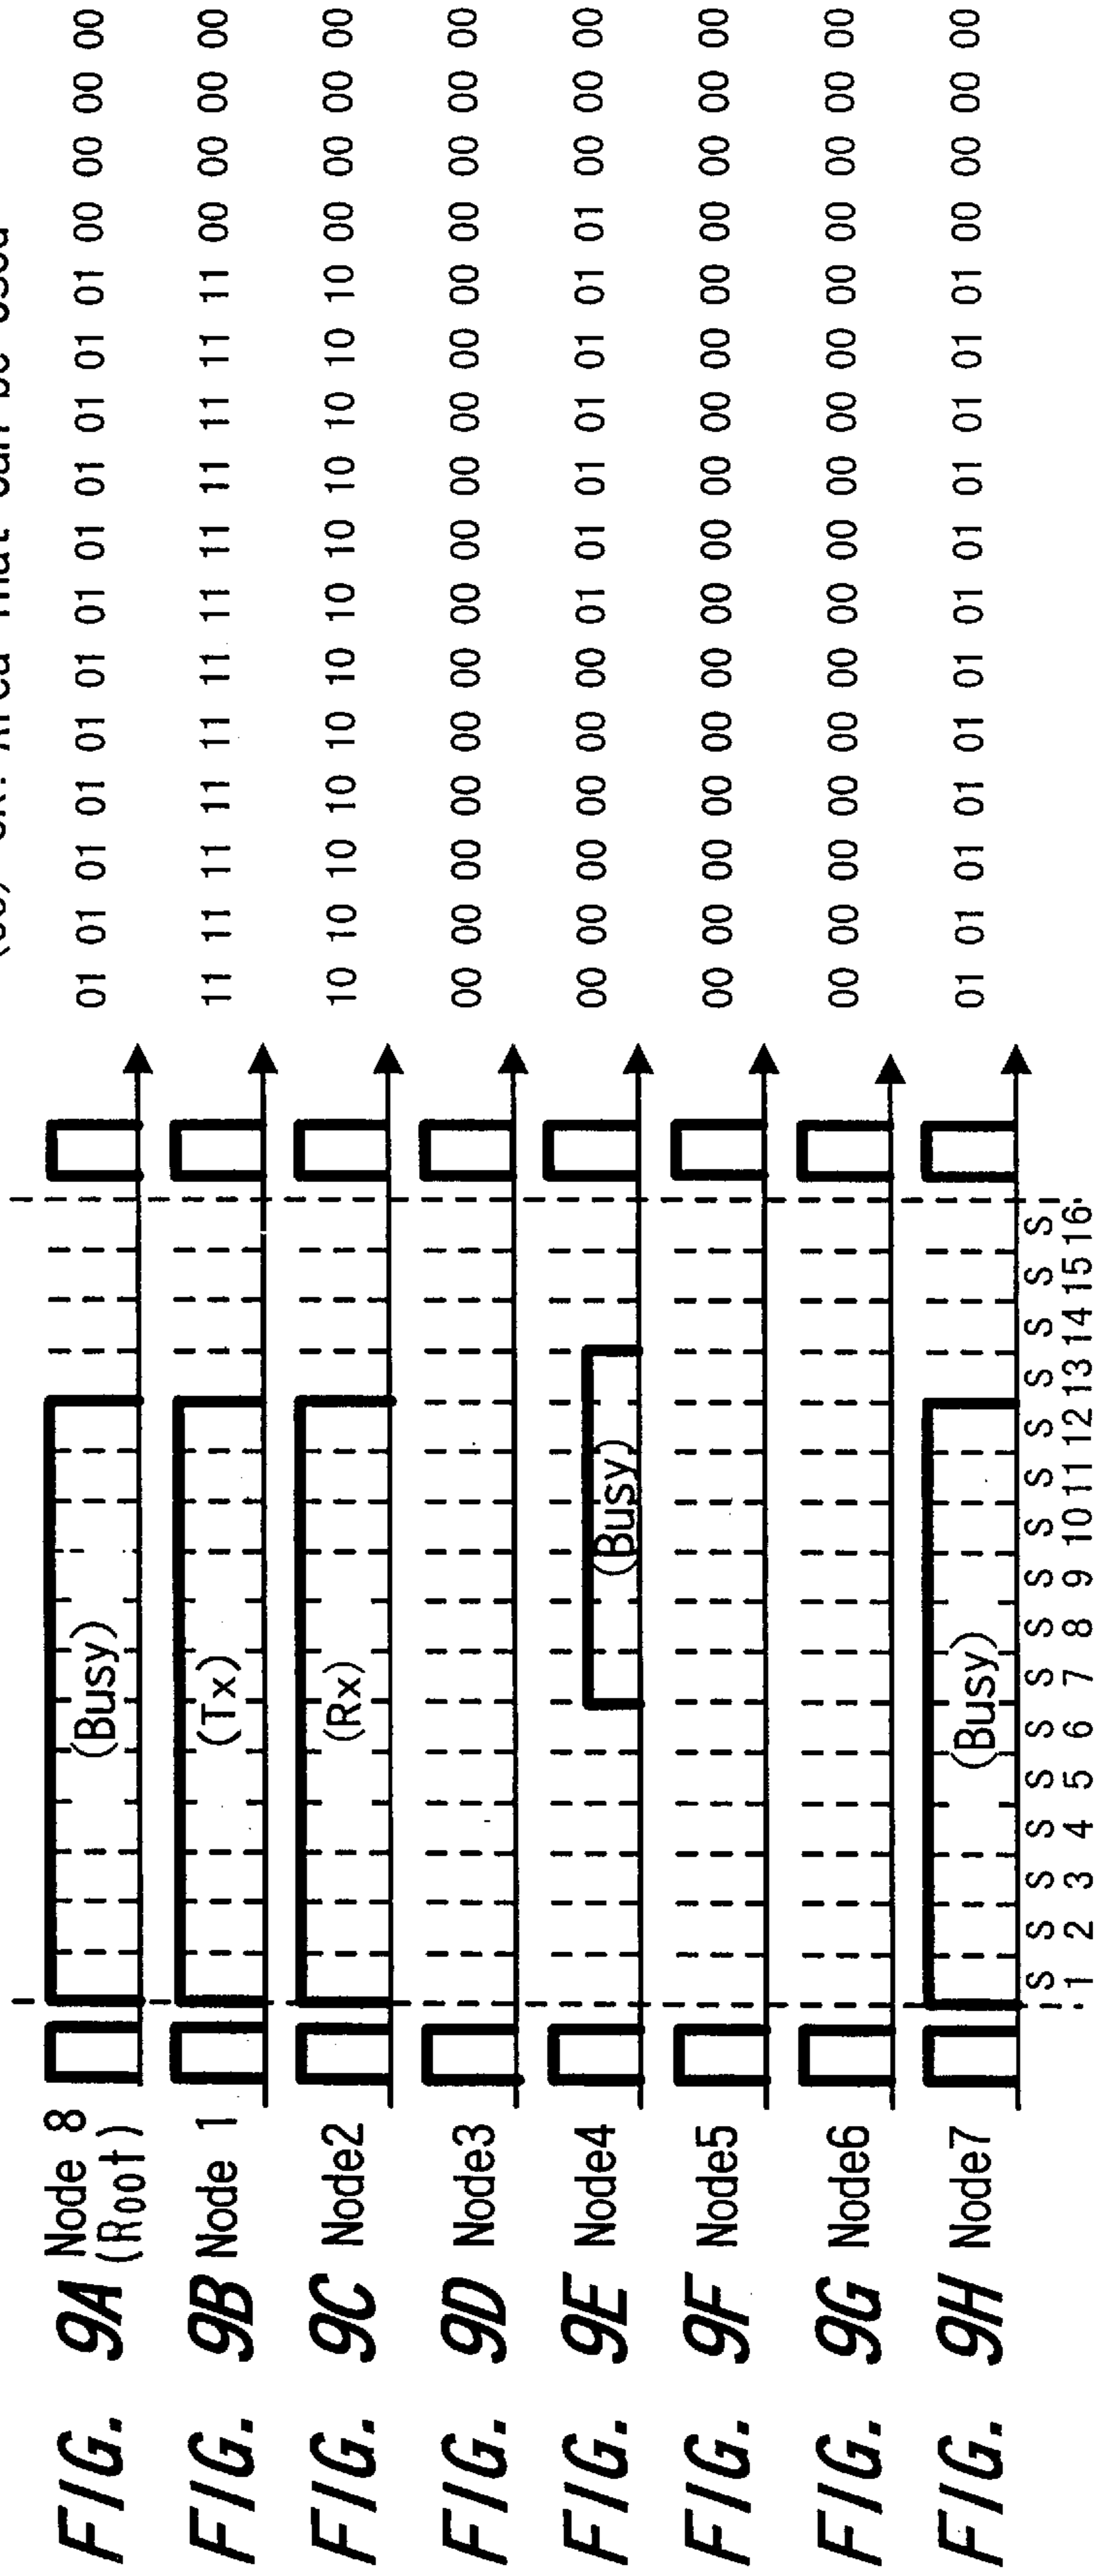 (00) OK: Area That Can be Used
FIG. 9A Node 8 (Busy) 01 01 01 01 01 01 01 01 01 01 01 01 00 00 00 00
(Root)
FIG. 9B Node 1 (Tx) 11 11 11 11 11 11 11 11 11 11 11 11 00 00 00 00
FIG. 9C Node2 (Rx) 10 10 10 10 10 10 10 10 10 10 10 10 00 00 00 00
FIG. 9D Node3 00 00 00 00 00 00 00 00 00 00 00 00 00 00 00 00
FIG. 9E Node4 (Busy) 00 00 00 00 00 00 01 01 01 01 01 01 01 00 00 00
FIG. 9F Node5 00 00 00 00 00 00 00 00 00 00 00 00 00 00 00 00
FIG. 9G Node6 00 00 00 00 00 00 00 00 00 00 00 00 00 00 00 00
FIG. 9H Node7 (Busy) 01 01 01 01 01 01 01 01 01 01 01 01 00 00 00 00
S S S S S S S S S S S S S S S S
1 2 3 4 5 6 7 8 9 10 11 12 13 14 15 16